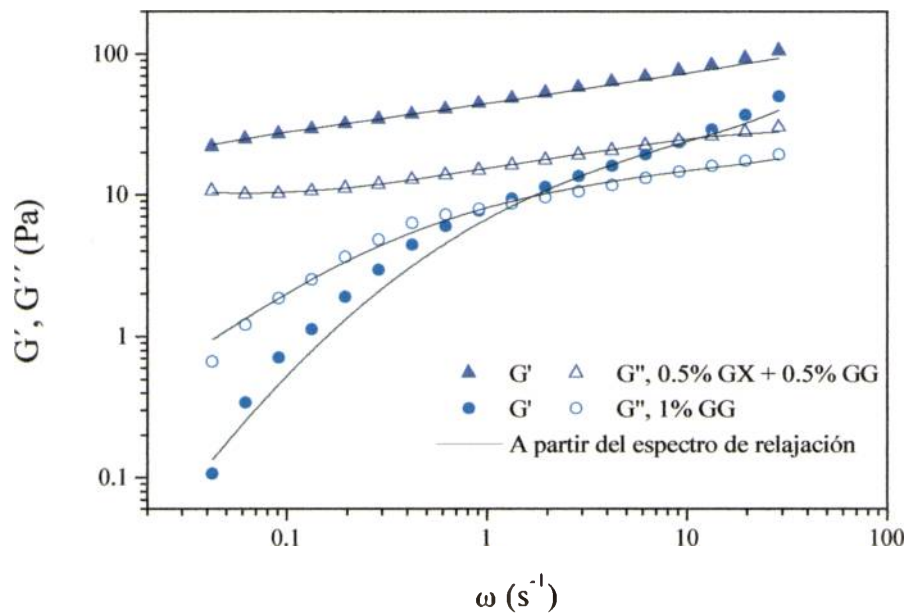 100
10
1
0.1
G´, G´´ (Pa)
G' G'', 0.5% GX + 0.5% GG
G' G'', 1% GG
A partir del espectro de relajación
0.1 1 10 100
ω (s⁻¹)